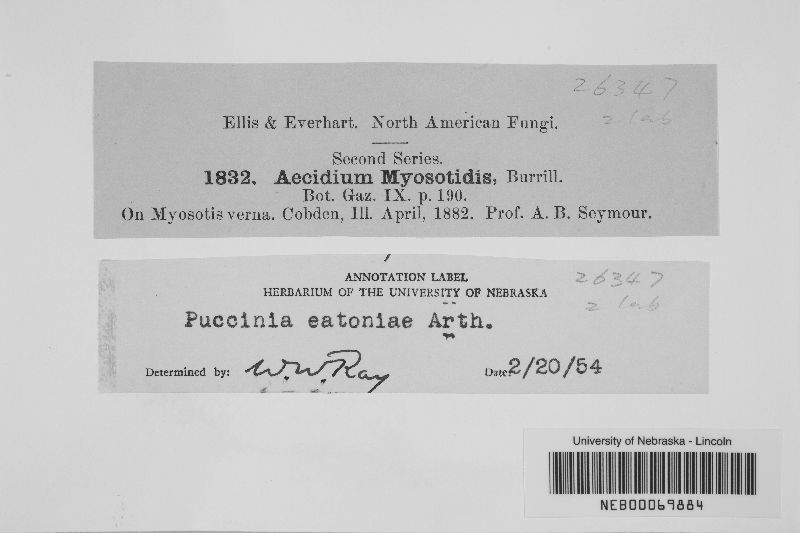 26347
2 lab
Ellis & Everhart. North American Fungi.
Second Series.
1832. Aecidium Myosotidis, Burrill.
Bot. Gaz. IX. p. 190.
On Myosotis verna. Cobden, Ill. April, 1882. Prof. A. B. Seymour.
ANNOTATION LABEL
HERBARIUM OF THE UNIVERSITY OF NEBRASKA
26347
2 lab
Puccinia eatoniae Arth.
Determined by: W.W. Ray Date: 2/20/54
University of Nebraska - Lincoln
NEB00069884